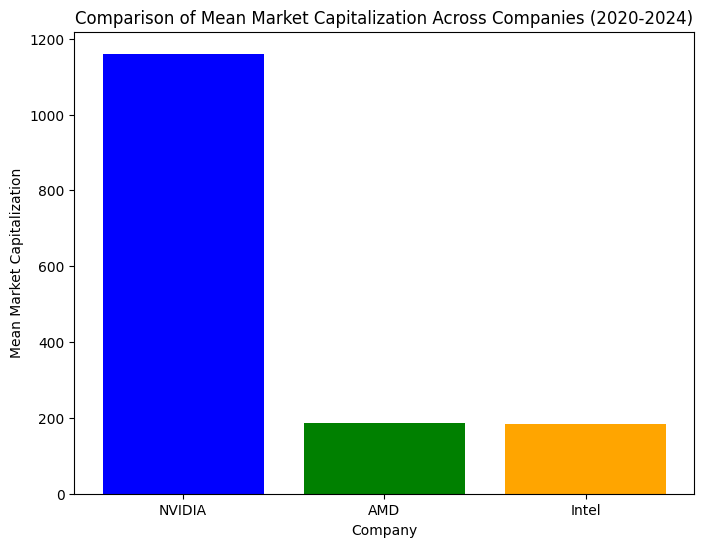 Comparison of Mean Market Capitalization Across Companies (2020-2024)
1200
1000
800
600
400
200
0
Mean Market Capitalization
NVIDIA
AMD
Intel
Company